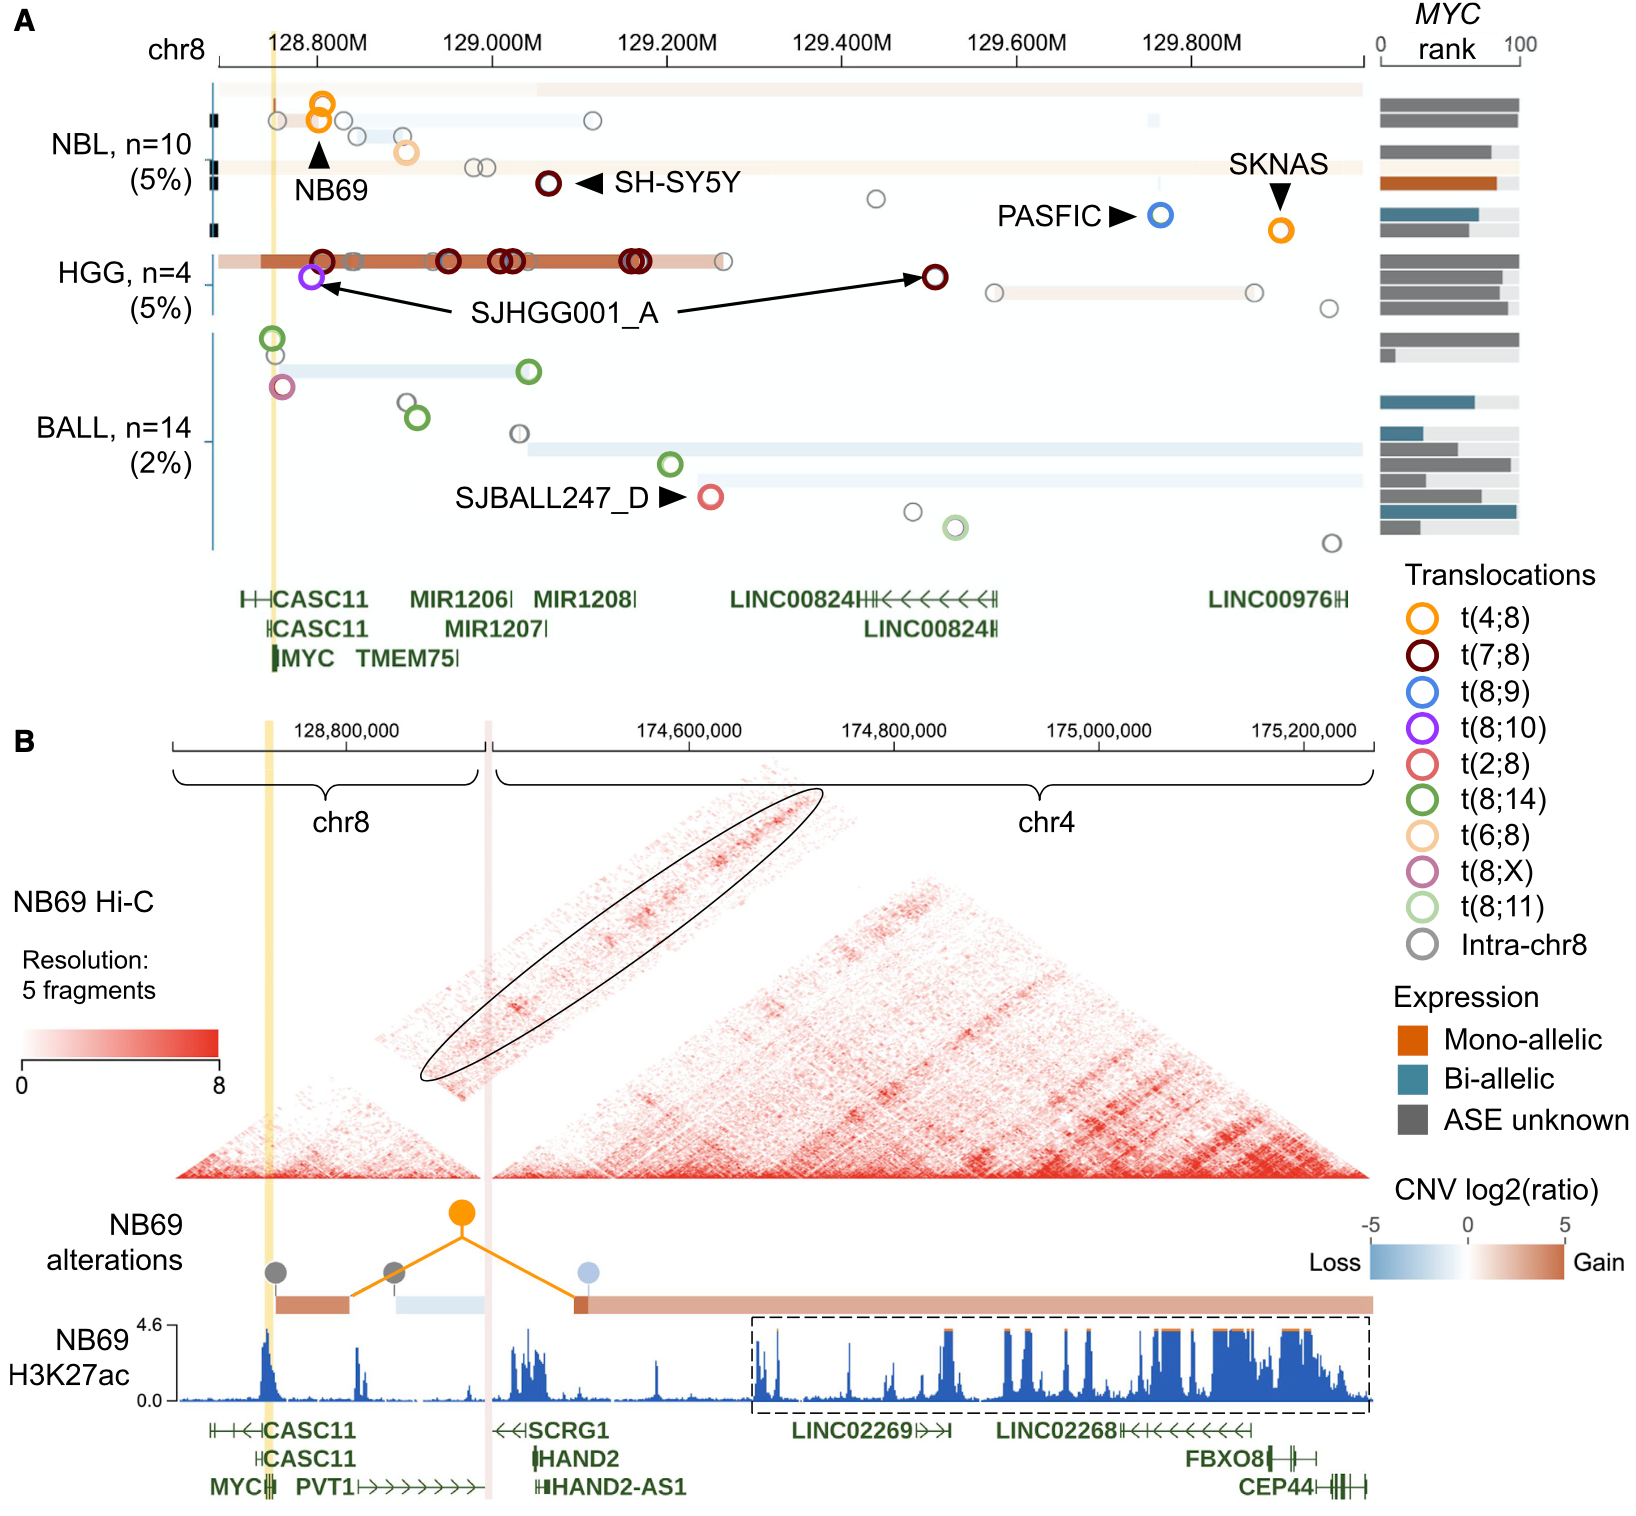 A
chr8
128.800M
129.000M
129.200M
129.400M
129.600M
129.800M
MYC
rank
0
100
NBL, n=10
(5%)
NB69
SH-SY5Y
SKNAS
PASFIC
HGG, n=4
(5%)
SJHGG001_A
BALL, n=14
(2%)
SJBALL247_D
CASC11
MIR1206
MIR1208
LINC00824
LINC00976
CASC11
MIR1207
LINC00824
MYC
TMEM75
Translocations
t(4;8)
t(7;8)
t(8;9)
t(8;10)
t(2;8)
t(8;14)
t(6;8)
t(8;X)
t(8;11)
Intra-chr8
Expression
Mono-allelic
Bi-allelic
ASE unknown
CNV log2(ratio)
-5
0
5
Loss
Gain
B
128,800,000
174,600,000
174,800,000
175,000,000
175,200,000
chr8
chr4
NB69 Hi-C
Resolution:
5 fragments
0
8
NB69
alterations
NB69
H3K27ac
4.6
0.0
CASC11
SCRG1
LINC02269
LINC02268
CASC11
HAND2
FBXO8
MYC
PVT1
HAND2-AS1
CEP44